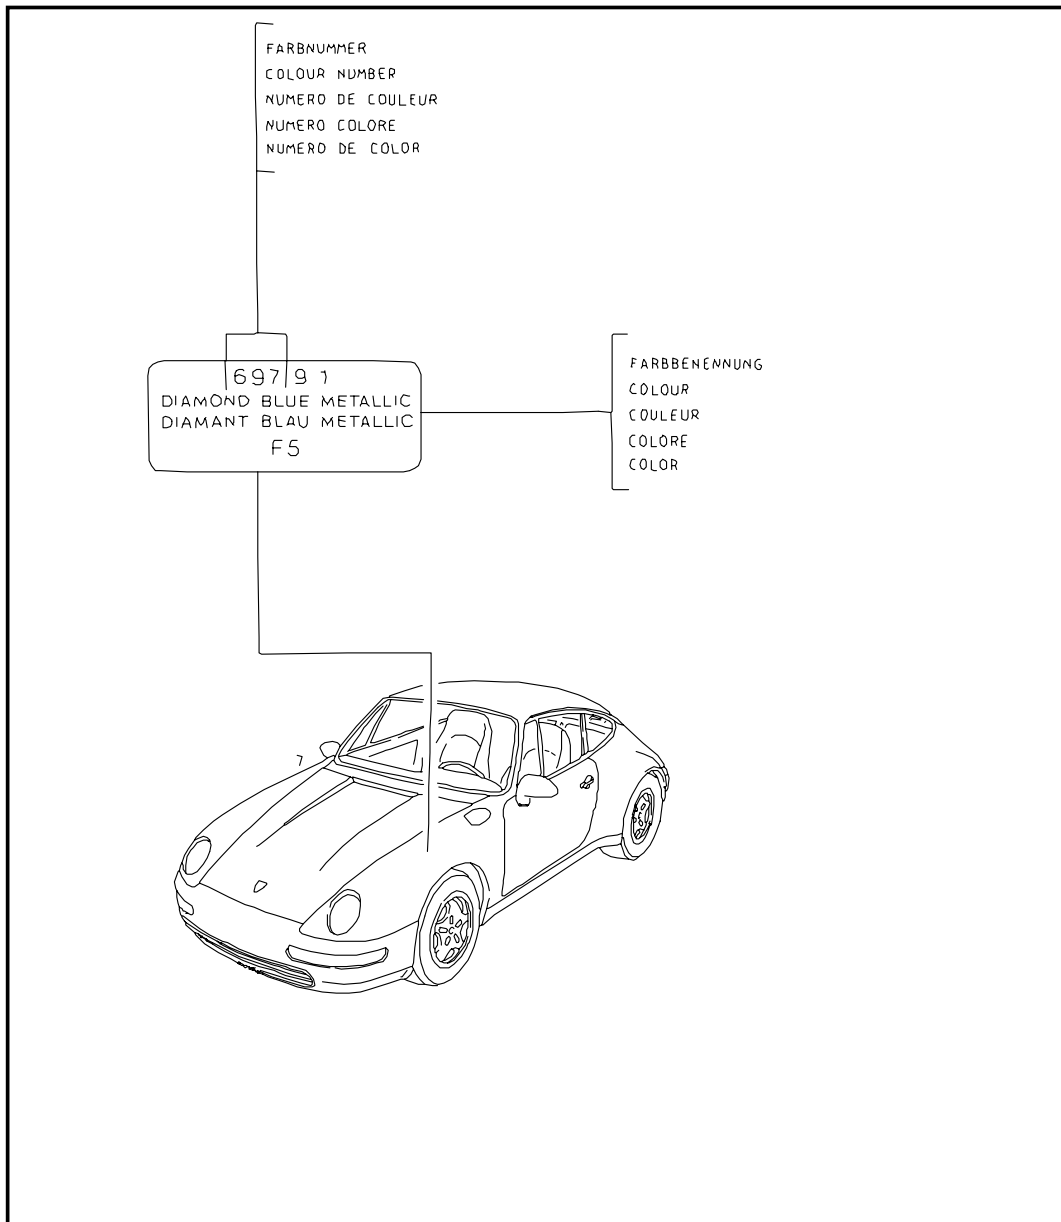 FARBNUMMER
COLOUR NUMBER
NUMERO DE COULEUR
NUMERO COLORE
NUMERO DE COLOR
697 9 1
DIAMOND BLUE METALLIC
DIAMANT BLAU METALLIC
F5
FARBBENENNUNG
COLOUR
COULEUR
COLORE
COLOR